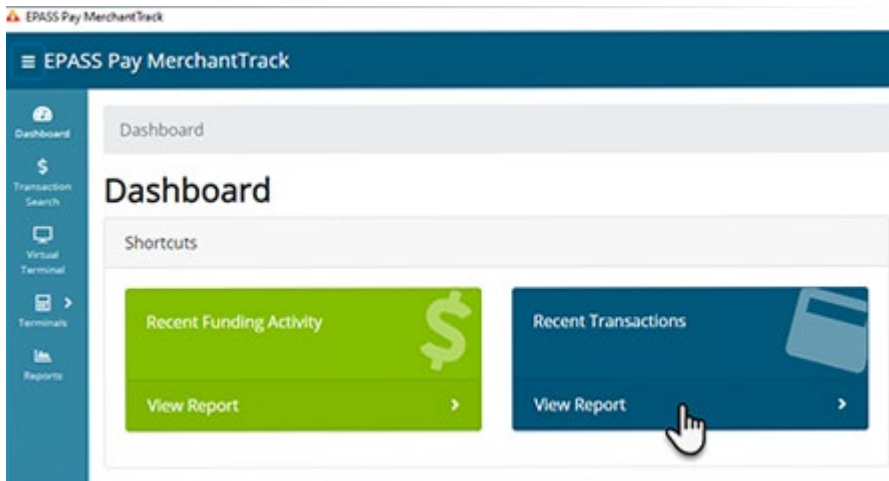 EPASS Pay MerchantTrack
EPASS Pay MerchantTrack
Dashboard
Transaction
Search
Virtual
Terminal
Terminals
Reports
Dashboard
Dashboard
Shortcuts
Recent Funding Activity
View Report
Recent Transactions
View Report